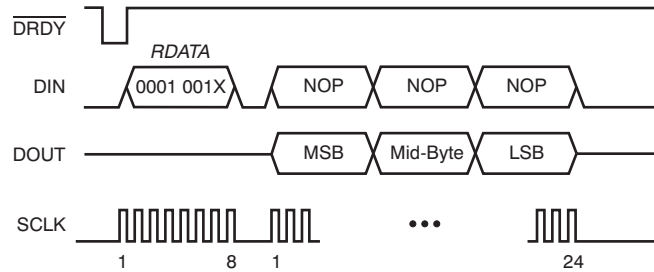 DRDY
RDATA
DIN 0001 001X NOP NOP NOP
DOUT MSB Mid-Byte LSB
SCLK
1 8 1 24